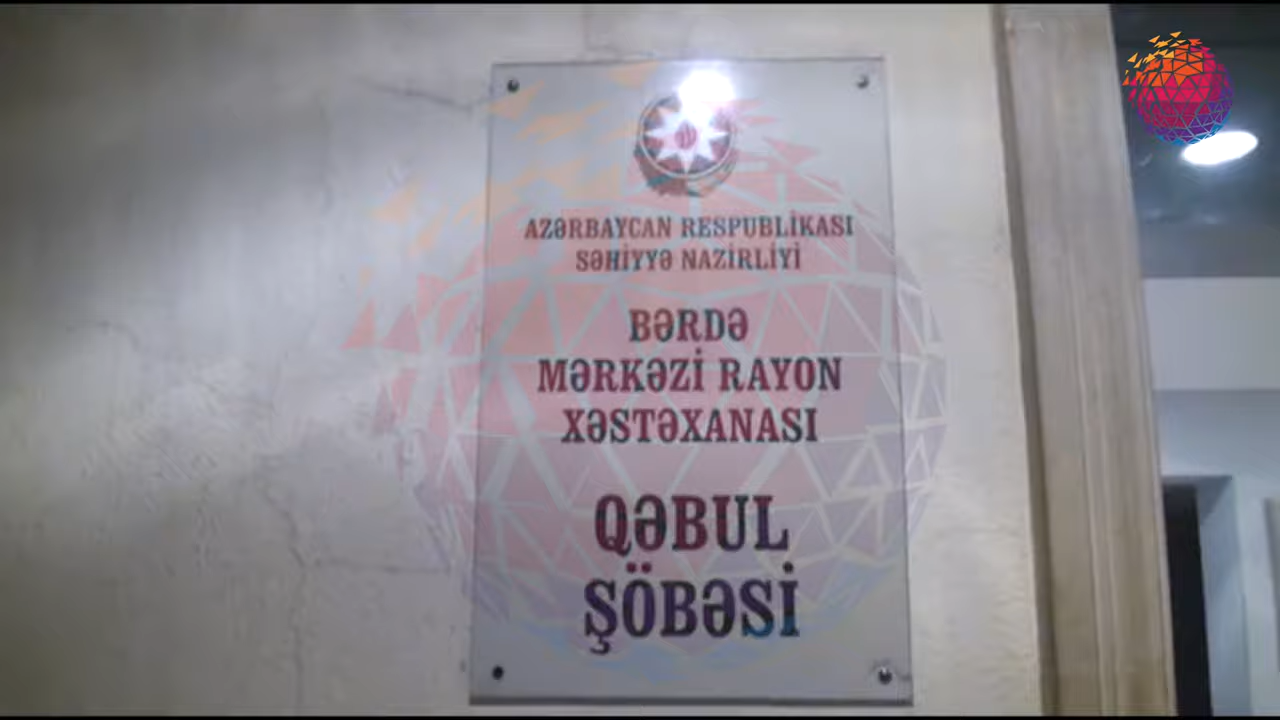 AZƏRBAYCAN RESPUBLİKASI
SƏHİYYƏ NAZİRLİYİ
BƏRDƏ
MƏRKƏZİ RAYON
XƏSTƏXANASI
QƏBUL
ŞÖBƏSİ